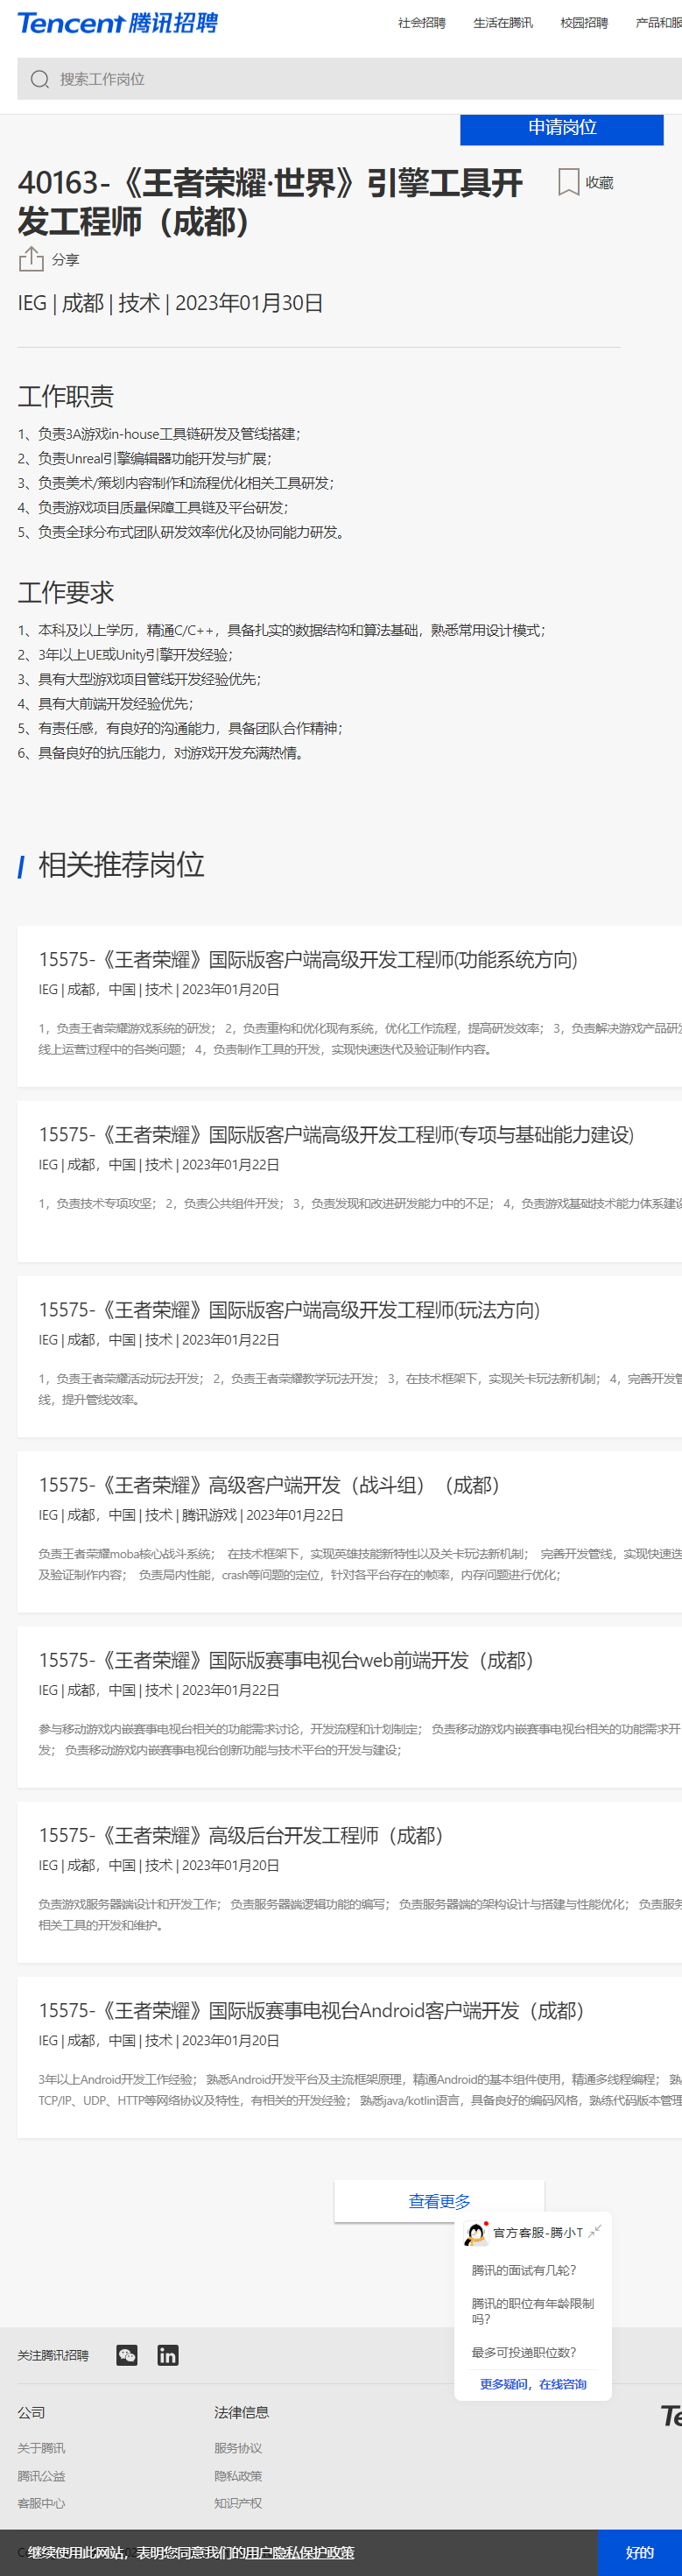 Tencent 腾讯招聘
社会招聘 生活在腾讯 校园招聘 产品和服
搜索工作岗位
申请岗位
40163-《王者荣耀·世界》引擎工具开
发工程师（成都）
收藏
分享
IEG | 成都 | 技术 | 2023年01月30日
工作职责
1、负责3A游戏in-house工具链研发及管线搭建；
2、负责Unreal引擎编辑器功能开发与扩展；
3、负责美术/策划内容制作和流程优化相关工具研发；
4、负责游戏项目质量保障工具链及平台研发；
5、负责全球分布式团队研发效率优化及协同能力研发。
工作要求
1、本科及以上学历，精通C/C++，具备扎实的数据结构和算法基础，熟悉常用设计模式；
2、3年以上UE或Unity引擎开发经验；
3、具有大型游戏项目管线开发经验优先；
4、具有大前端开发经验优先；
5、有责任感，有良好的沟通能力，具备团队合作精神；
6、具备良好的抗压能力，对游戏开发充满热情。
相关推荐岗位
15575-《王者荣耀》国际版客户端高级开发工程师(功能系统方向)
IEG | 成都，中国 | 技术 | 2023年01月20日
1，负责王者荣耀游戏系统的研发； 2，负责重构和优化现有系统，优化工作流程，提高研发效率； 3，负责解决游戏产品研发
线上运营过程中的各类问题； 4，负责制作工具的开发，实现快速迭代及验证制作内容。
15575-《王者荣耀》国际版客户端高级开发工程师(专项与基础能力建设)
IEG | 成都，中国 | 技术 | 2023年01月22日
1，负责技术专项攻坚； 2，负责公共组件开发； 3，负责发现和改进研发能力中的不足； 4，负责游戏基础技术能力体系建设
15575-《王者荣耀》国际版客户端高级开发工程师(玩法方向)
IEG | 成都，中国 | 技术 | 2023年01月22日
1，负责王者荣耀活动玩法开发； 2，负责王者荣耀教学玩法开发； 3，在技术框架下，实现关卡玩法新机制； 4，完善开发管
线，提升管线效率。
15575-《王者荣耀》高级客户端开发（战斗组）（成都）
IEG | 成都，中国 | 技术 | 腾讯游戏 | 2023年01月22日
负责王者荣耀moba核心战斗系统； 在技术框架下，实现英雄技能新特性以及关卡玩法新机制； 完善开发管线，实现快速迭
及验证制作内容； 负责局内性能，crash等问题的定位，针对各平台存在的帧率，内存问题进行优化；
15575-《王者荣耀》国际版赛事电视台web前端开发（成都）
IEG | 成都，中国 | 技术 | 2023年01月22日
参与移动游戏内嵌赛事电视台相关的功能需求讨论，开发流程和计划制定； 负责移动游戏内嵌赛事电视台相关的功能需求开
发； 负责移动游戏内嵌赛事电视台创新功能与技术平台的开发与建设；
15575-《王者荣耀》高级后台开发工程师（成都）
IEG | 成都，中国 | 技术 | 2023年01月20日
负责游戏服务器端设计和开发工作； 负责服务器端逻辑功能的编写； 负责服务器端的架构设计与搭建与性能优化； 负责服务
相关工具的开发和维护。
15575-《王者荣耀》国际版赛事电视台Android客户端开发（成都）
IEG | 成都，中国 | 技术 | 2023年01月20日
3年以上Android开发工作经验； 熟悉Android开发平台及主流框架原理，精通Android的基本组件使用，精通多线程编程； 熟
TCP/IP、UDP、HTTP等网络协议及特性，有相关的开发经验； 熟悉java/kotlin语言，具备良好的编码风格，熟练代码版本管理
查看更多
官方客服-腾小T
腾讯的面试有几轮？
腾讯的职位有年龄限制
吗？
最多可投递职位数？
更多疑问，在线咨询
关注腾讯招聘
公司 法律信息
关于腾讯 服务协议
腾讯公益 隐私政策
客服中心 知识产权
继续使用此网站，表明您同意我们的用户隐私保护政策
好的